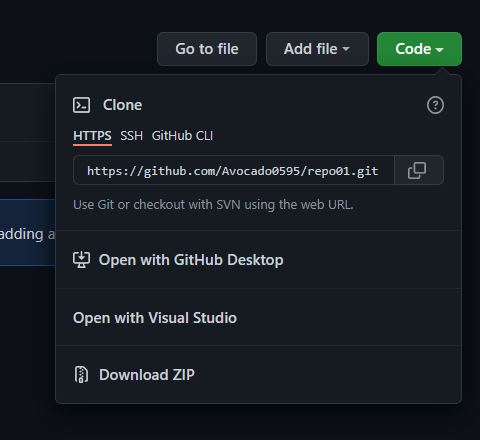 Go to file Add file Code
Clone
HTTPS SSH GitHub CLI
https://github.com/Avocado0595/repo01.git
Use Git or checkout with SVN using the web URL.
adding a
Open with GitHub Desktop
Open with Visual Studio
Download ZIP